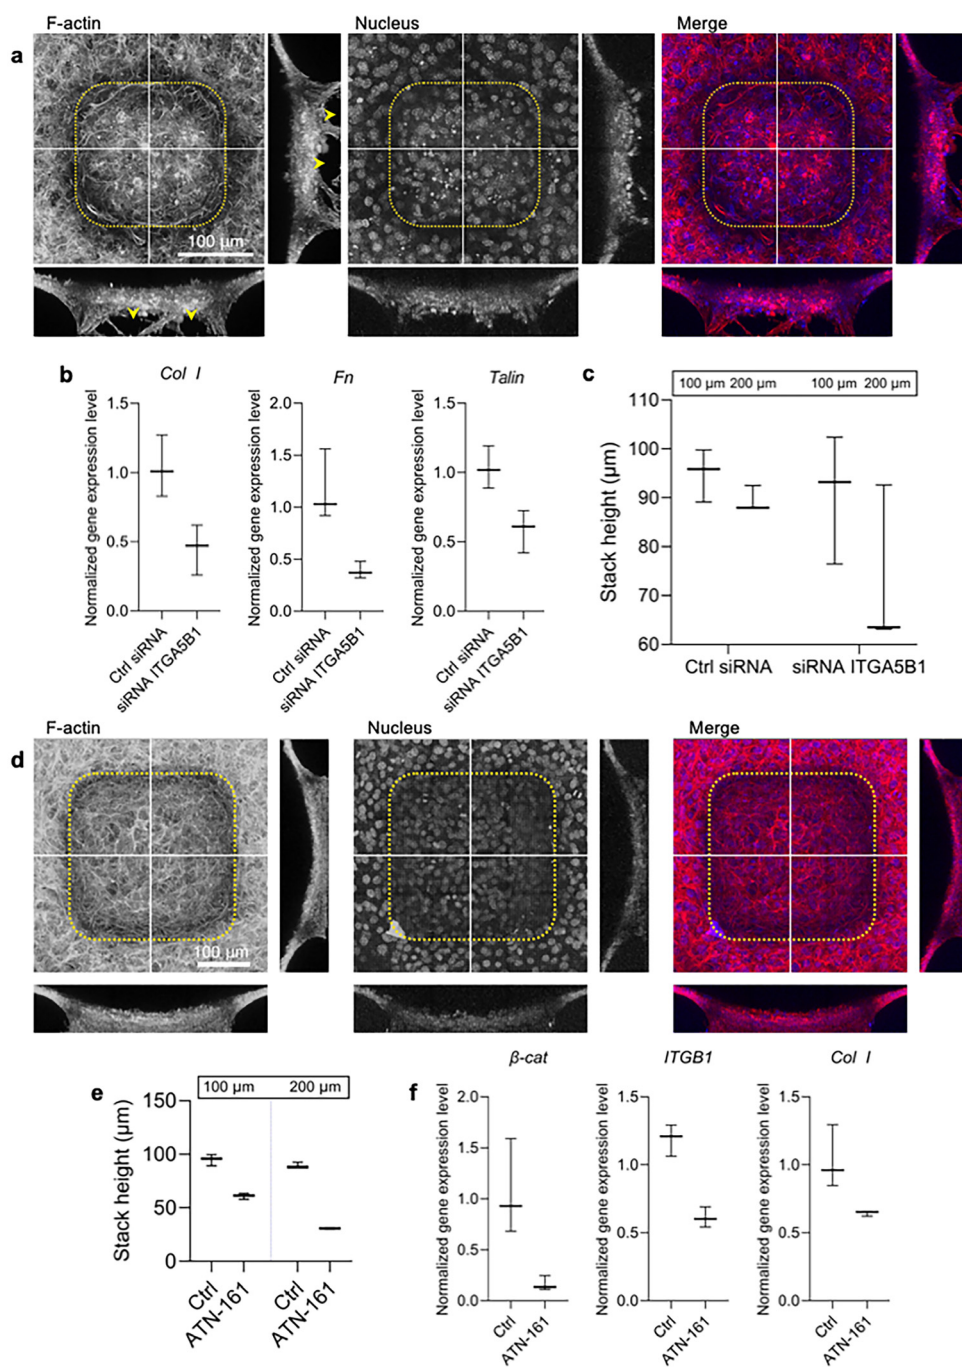 F-actin Nucleus Merge
a
100 µm
b Col I Fn Talin c
Normalized gene expression level
1.5
1.0
0.5
0.0
Ctrl siRNA
siRNA ITGA5B1
Normalized gene expression level
2.0
1.5
1.0
0.5
0.0
Ctrl siRNA
siRNA ITGA5B1
Normalized gene expression level
1.5
1.0
0.5
0.0
Ctrl siRNA
siRNA ITGA5B1
100 µm 200 µm 100 µm 200 µm
Stack height (µm)
110
100
90
80
70
60
Ctrl siRNA siRNA ITGA5B1
F-actin Nucleus Merge
d
100 µm
e
100 µm 200 µm
Stack height (µm)
150
100
50
0
Ctrl
ATN-161
Ctrl
ATN-161
f β-cat ITGB1 Col I
Normalized gene expression level
2.0
1.5
1.0
0.5
0.0
Ctrl
ATN-161
Normalized gene expression level
1.5
1.0
0.5
0.0
Ctrl
ATN-161
Normalized gene expression level
1.5
1.0
0.5
0.0
Ctrl
ATN-161